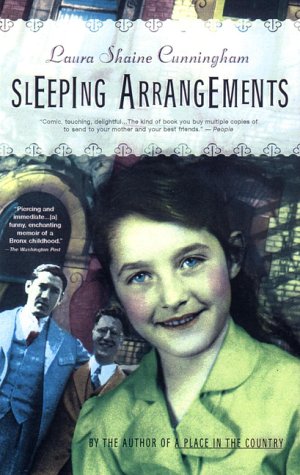 Laura Shaine Cunningham
SLEEPING ARRANGEMENTS
"Comic, touching, delightful...The kind of book you buy multiple copies of
to send to your mother and your best friends." — People
"Piercing and
immediate...[a]
funny, enchanting
memoir of a
Bronx childhood."
—The Washington Post
BY THE AUTHOR OF A PLACE IN THE COUNTRY